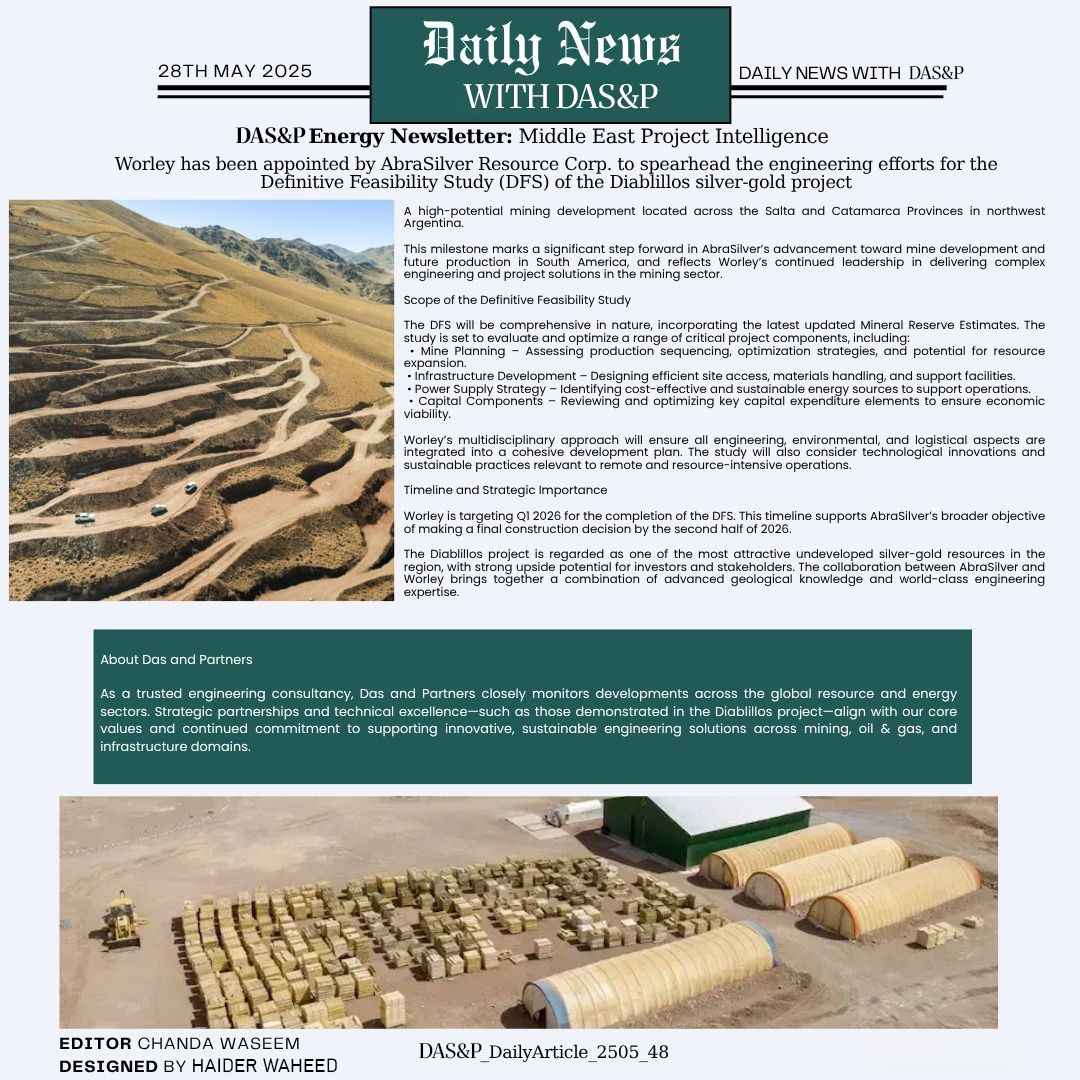 Daily News
WITH DAS&P
28TH MAY 2025
DAILY NEWS WITH DAS&P
DAS&P Energy Newsletter: Middle East Project Intelligence
Worley has been appointed by AbraSilver Resource Corp. to spearhead the engineering efforts for the
Definitive Feasibility Study (DFS) of the Diablillos silver-gold project
A high-potential mining development located across the Salta and Catamarca Provinces in northwest
Argentina.
This milestone marks a significant step forward in AbraSilver's advancement toward mine development and
future production in South America, and reflects Worley's continued leadership in delivering complex
engineering and project solutions in the mining sector.
Scope of the Definitive Feasibility Study
The DFS will be comprehensive in nature, incorporating the latest updated Mineral Reserve Estimates. The
study is set to evaluate and optimize a range of critical project components, including:
• Mine Planning – Assessing production sequencing, optimization strategies, and potential for resource
expansion.
• Infrastructure Development – Designing efficient site access, materials handling, and support facilities.
• Power Supply Strategy – Identifying cost-effective and sustainable energy sources to support operations.
• Capital Components – Reviewing and optimizing key capital expenditure elements to ensure economic
viability.
Worley's multidisciplinary approach will ensure all engineering, environmental, and logistical aspects are
integrated into a cohesive development plan. The study will also consider technological innovations and
sustainable practices relevant to remote and resource-intensive operations.
Timeline and Strategic Importance
Worley is targeting Q1 2026 for the completion of the DFS. This timeline supports AbraSilver's broader objective
of making a final construction decision by the second half of 2026.
The Diablillos project is regarded as one of the most attractive undeveloped silver-gold resources in the
region, with strong upside potential for investors and stakeholders. The collaboration between AbraSilver and
Worley brings together a combination of advanced geological knowledge and world-class engineering
expertise.
About Das and Partners
As a trusted engineering consultancy, Das and Partners closely monitors developments across the global resource and energy
sectors. Strategic partnerships and technical excellence—such as those demonstrated in the Diablillos project—align with our core
values and continued commitment to supporting innovative, sustainable engineering solutions across mining, oil & gas, and
infrastructure domains.
EDITOR CHANDA WASEEM
DESIGNED BY HAIDER WAHEED
DAS&P_DailyArticle_2505_48